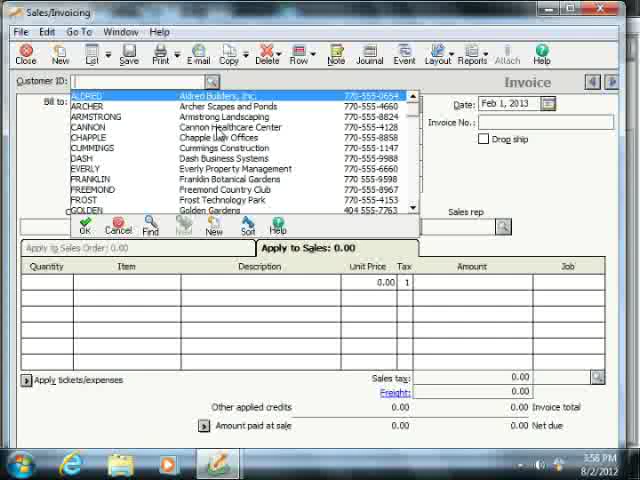 Sales/Invoicing
File Edit Go To Window Help
Close New List Save Print E-mail Copy Delete Row Note Journal Event Layout Reports Attach Help
Customer ID:
Invoice
Bill to:
ALDRED Aldred Builders, Inc. 770-555-0654
ARCHER Archer Scapes and Ponds 770-555-4660
ARMSTRONG Armstrong Landscaping 770-555-8824
CANNON Cannon Healthcare Center 770-555-4128
CHAPPLE Chapple Law Offices 770-555-8858
CUMMINGS Cummings Construction 770-555-1147
DASH Dash Business Systems 770-555-9988
EVERLY Everly Property Management 770-555-6660
FRANKLIN Franklin Botanical Gardens 770 555-9598
FREEMOND Freemond Country Club 770-555-8967
FROST Frost Technology Park 770-555-4153
GOLDEN Golden Gardens 404 555-7763
Date: Feb 1, 2013
Invoice No.:
Drop ship
Sales rep
OK Cancel Find Next New Sort Help
Apply to Sales Order: 0.00 Apply to Sales: 0.00
Quantity Item Description Unit Price Tax Amount Job
0.00 1
Apply tickets/expenses
Sales tax: 0.00
Freight: 0.00
Other applied credits 0.00 0.00 Invoice total
Amount paid at sale 0.00 0.00 Net due
3:58 PM
8/2/2012